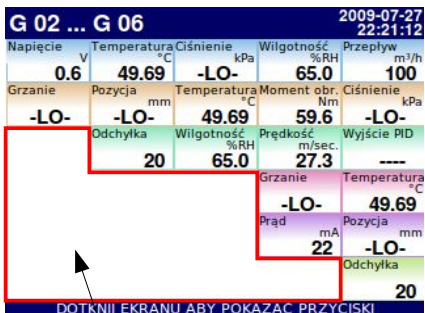 G 02 ... G 06
2009-07-27
22:21:12
Napięcie Temperatura Ciśnienie Wilgotność Przepływ
V °C kPa %RH m³/h
0.6 49.69 -LO- 65.0 100
Grzanie Pozycja Temperatura Moment obr. Ciśnienie
mm °C Nm kPa
-LO- -LO- 49.69 59.6 -LO-
Odchyłka Wilgotność Prędkość Wyjście PID
%RH m/sec.
20 65.0 27.3 ----
Grzanie Temperatura
°C
-LO- 49.69
Prąd Pozycja
mA mm
22 -LO-
Odchyłka
20
DOTKNIJ EKRANU ABY POKAZAĆ PRZYCISKI